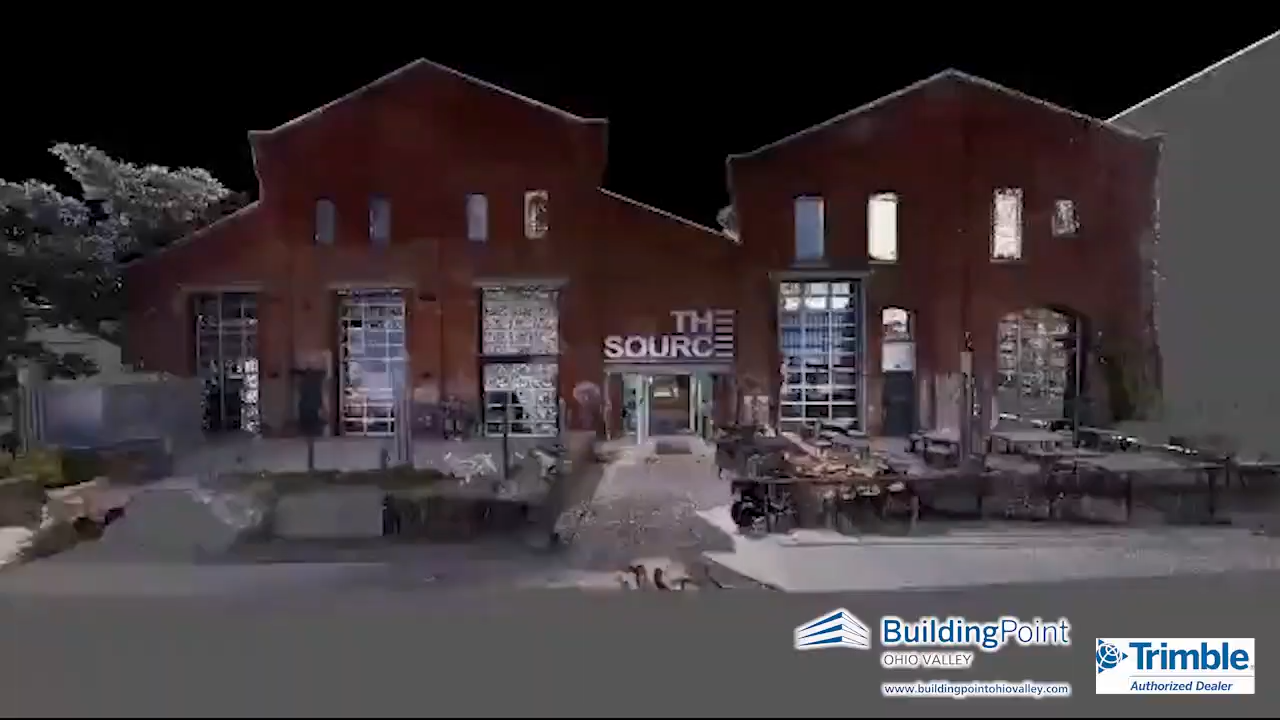 THE
SOURCE
BuildingPoint
OHIO VALLEY
www.buildingpointohiovalley.com
Trimble
Authorized Dealer